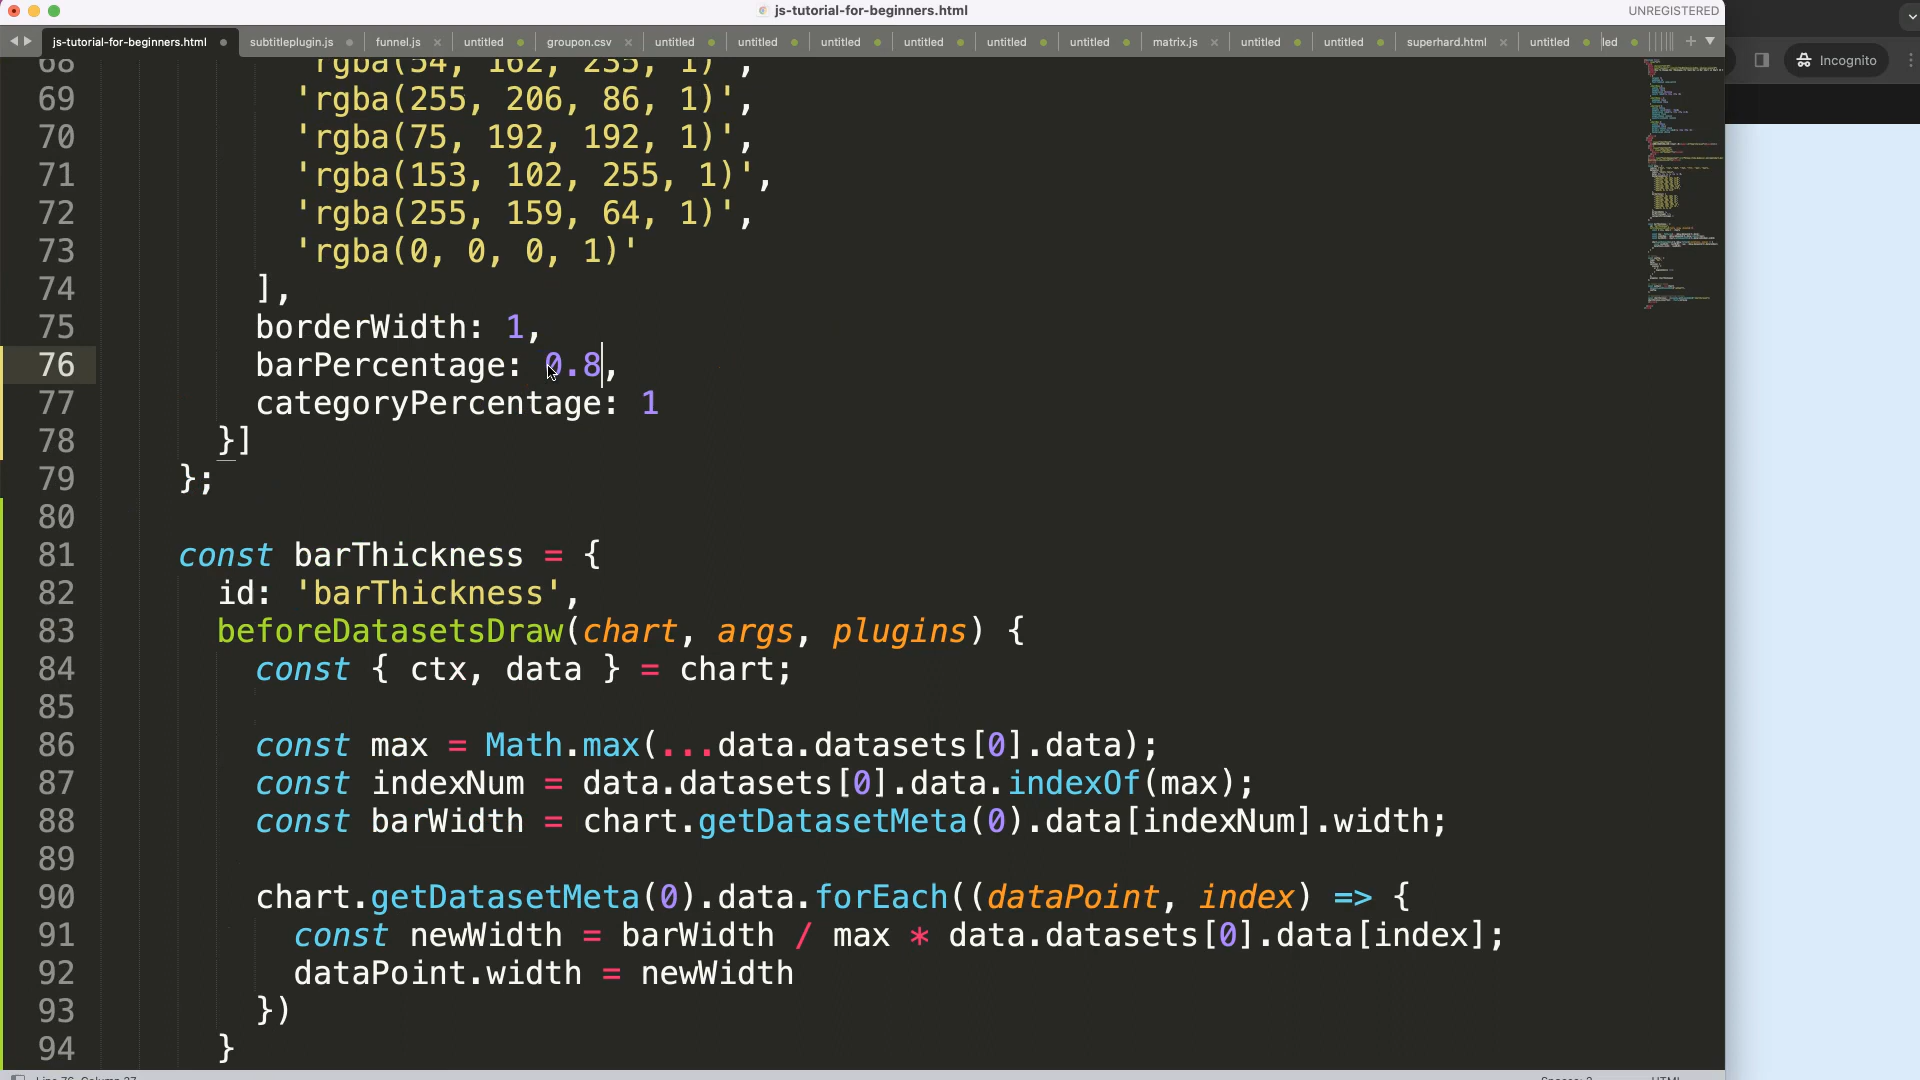 js-tutorial-for-beginners.html
UNREGISTERED
js-tutorial-for-beginners.html subtitleplugin.js funnel.js untitled groupon.csv untitled untitled untitled untitled untitled untitled matrix.js untitled untitled superhard.html untitled led
Incognito
68 'rgba(54, 162, 235, 1)',
69 'rgba(255, 206, 86, 1)',
70 'rgba(75, 192, 192, 1)',
71 'rgba(153, 102, 255, 1)',
72 'rgba(255, 159, 64, 1)',
73 'rgba(0, 0, 0, 1)'
74 ],
75 borderWidth: 1,
76 barPercentage: 0.8,
77 categoryPercentage: 1
78 }]
79 };
80
81 const barThickness = {
82 id: 'barThickness',
83 beforeDatasetsDraw(chart, args, plugins) {
84 const { ctx, data } = chart;
85
86 const max = Math.max(...data.datasets[0].data);
87 const indexNum = data.datasets[0].data.indexOf(max);
88 const barWidth = chart.getDatasetMeta(0).data[indexNum].width;
89
90 chart.getDatasetMeta(0).data.forEach((dataPoint, index) => {
91 const newWidth = barWidth / max * data.datasets[0].data[index];
92 dataPoint.width = newWidth
93 })
94 }